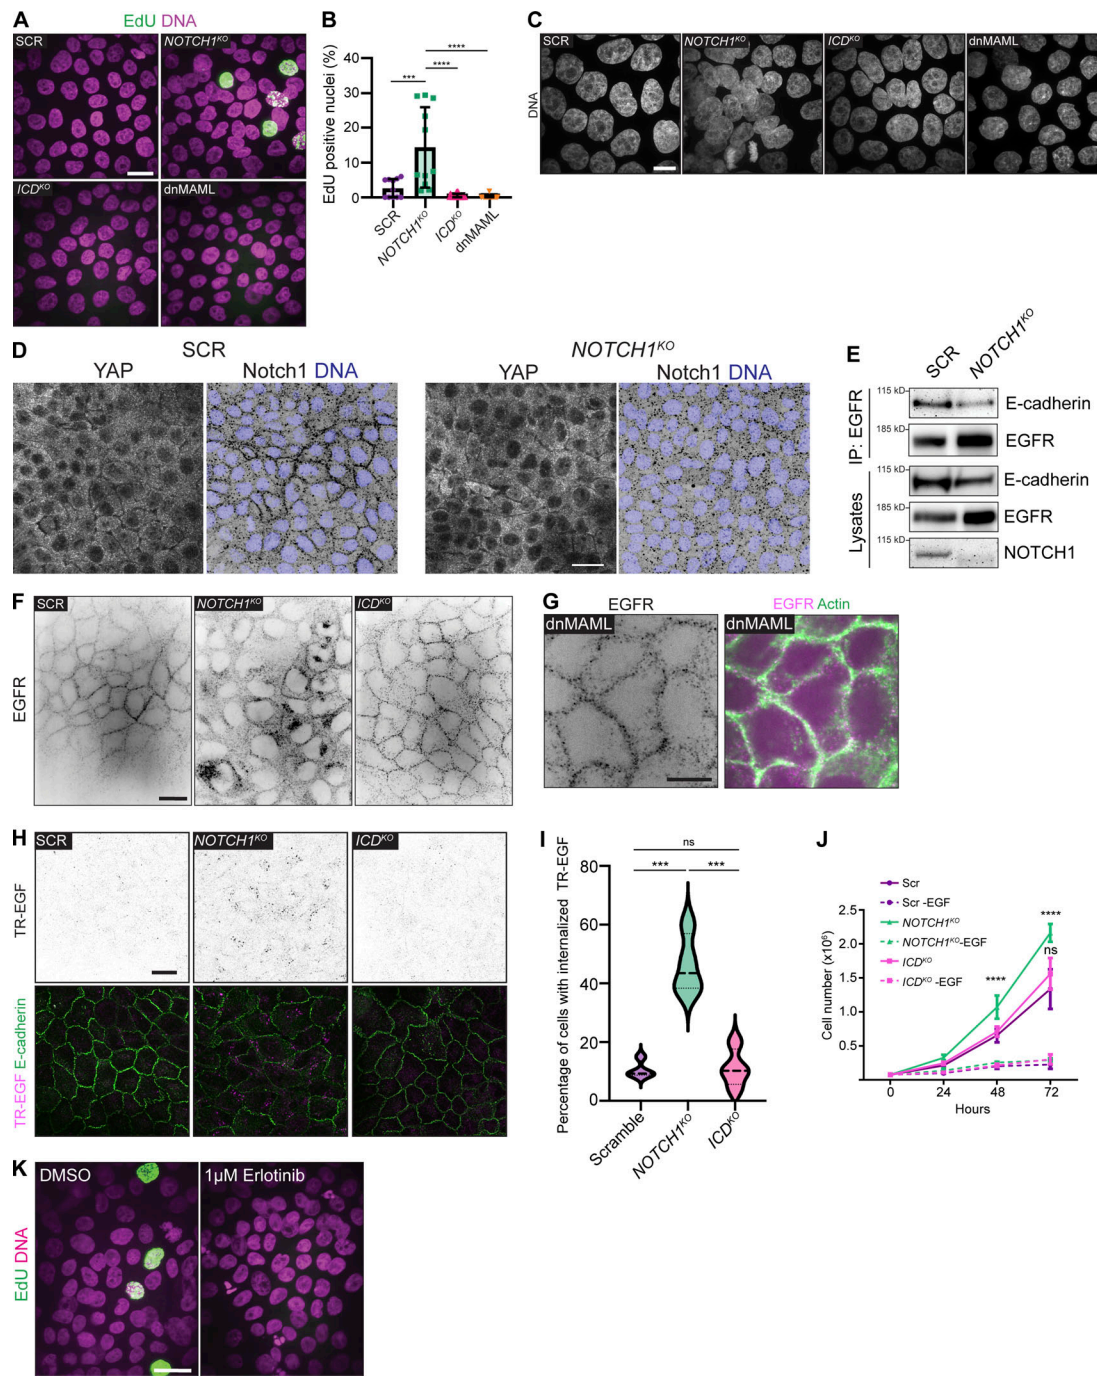 A
EdU DNA
SCR
NOTCH1KO
ICDKO
dnMAML
B
EdU positive nuclei (%)
40
30
20
10
0
***
****
****
SCR
NOTCH1KO
ICDKO
dnMAML
C
DNA
SCR
NOTCH1KO
ICDKO
dnMAML
D
SCR
NOTCH1KO
YAP
Notch1 DNA
YAP
Notch1 DNA
E
SCR
NOTCH1KO
IP: EGFR
115 kD
E-cadherin
185 kD
EGFR
Lysates
E-cadherin
185 kD
EGFR
115 kD
NOTCH1
F
EGFR
SCR
NOTCH1KO
ICDKO
G
EGFR
EGFR Actin
dnMAML
dnMAML
H
TR-EGF
SCR
NOTCH1KO
ICDKO
TR-EGF E-cadherin
I
Percentage of cells with internalized TR-EGF
80
60
40
20
0
ns
***
***
Scramble
NOTCH1KO
ICDKO
J
Scr
Scr -EGF
NOTCH1KO
NOTCH1KO-EGF
ICDKO
ICDKO -EGF
Cell number (x10⁶)
2.5
2.0
1.5
1.0
0.5
****
****
ns
0
24
48
72
Hours
K
EdU DNA
DMSO
1µM Erlotinib